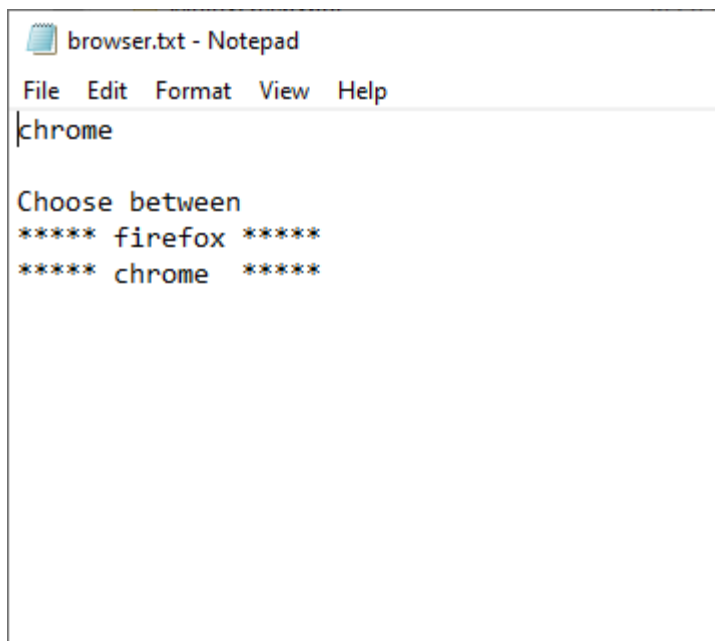 browser.txt - Notepad
File Edit Format View Help
chrome
Choose between
***** firefox *****
***** chrome  *****